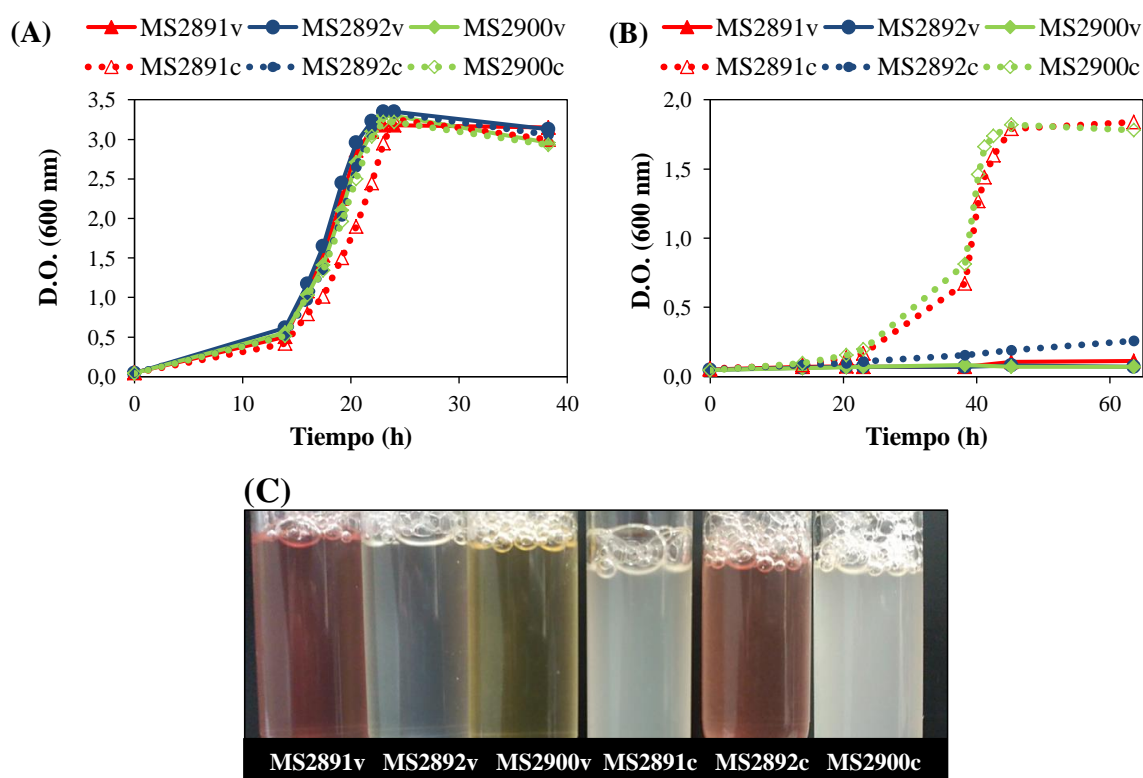 (A) MS2891v MS2892v MS2900v
MS2891c MS2892c MS2900c
3.5
3.0
2.5
2.0
1.5
1.0
0.5
0.0
D.O. (600 nm)
0 10 20 30 40
Tiempo (h)
(B) MS2891v MS2892v MS2900v
MS2891c MS2892c MS2900c
2.0
1.5
1.0
0.5
0.0
D.O. (600 nm)
0 20 40 60
Tiempo (h)
(C)
MS2891v MS2892v MS2900v MS2891c MS2892c MS2900c